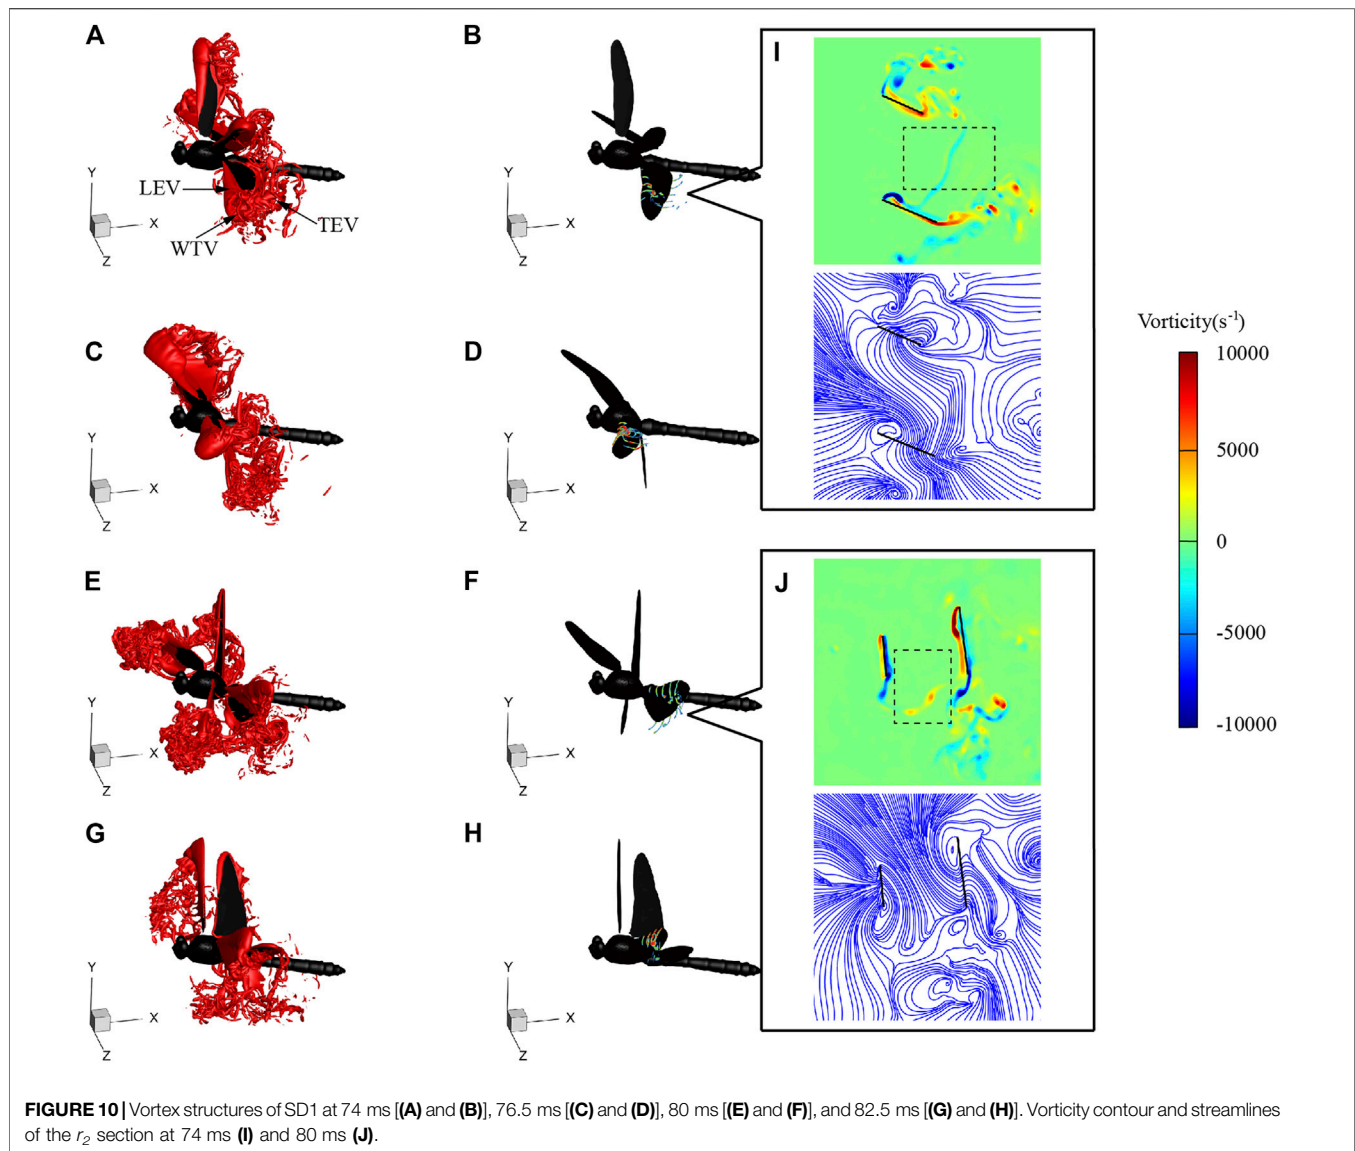 A
B
I
Y
X
Z
LEV
TEV
WTV
Y
X
Z
C
D
Y
X
Z
Y
X
Z
Vorticity(s⁻¹)
10000
5000
0
-5000
-10000
E
F
J
Y
X
Z
Y
X
Z
G
H
Y
X
Z
Y
X
Z
FIGURE 10 | Vortex structures of SD1 at 74 ms [(A) and (B)], 76.5 ms [(C) and (D)], 80 ms [(E) and (F)], and 82.5 ms [(G) and (H)]. Vorticity contour and streamlines
of the r₂ section at 74 ms (I) and 80 ms (J).